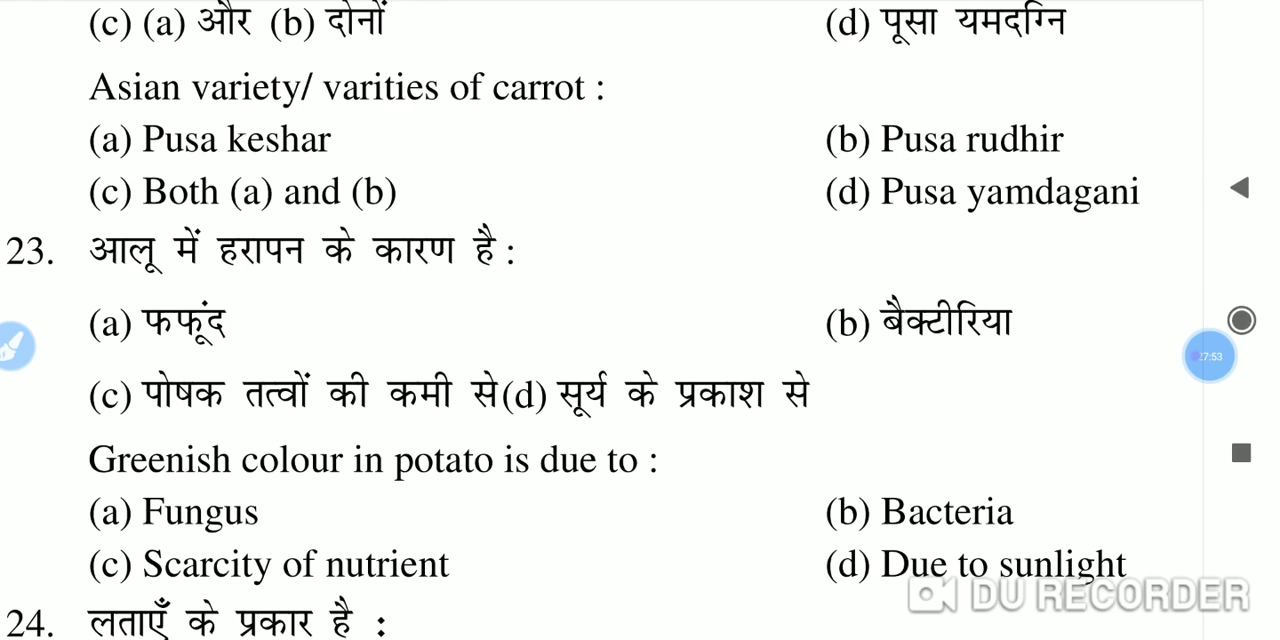 (c) (a) और (b) दोनों (d) पूसा यमदग्नि
Asian variety/ varities of carrot :
(a) Pusa keshar (b) Pusa rudhir
(c) Both (a) and (b) (d) Pusa yamdagani
23. आलू में हरापन के कारण है :
(a) फफूंद (b) बैक्टीरिया
(c) पोषक तत्वों की कमी से(d) सूर्य के प्रकाश से
27:53
Greenish colour in potato is due to :
(a) Fungus (b) Bacteria
(c) Scarcity of nutrient (d) Due to sunlight
DU RECORDER
24. लताएँ के प्रकार है :